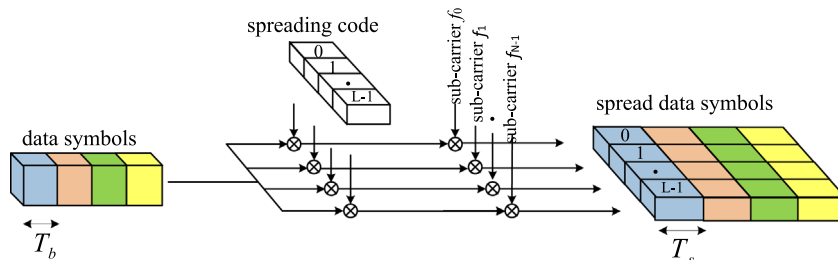 spreading code
0
1
.
L-1
sub-carrier f0
sub-carrier f1
.
sub-carrier fN-1
data symbols
Tb
spread data symbols
0
1
.
L-1
Ts